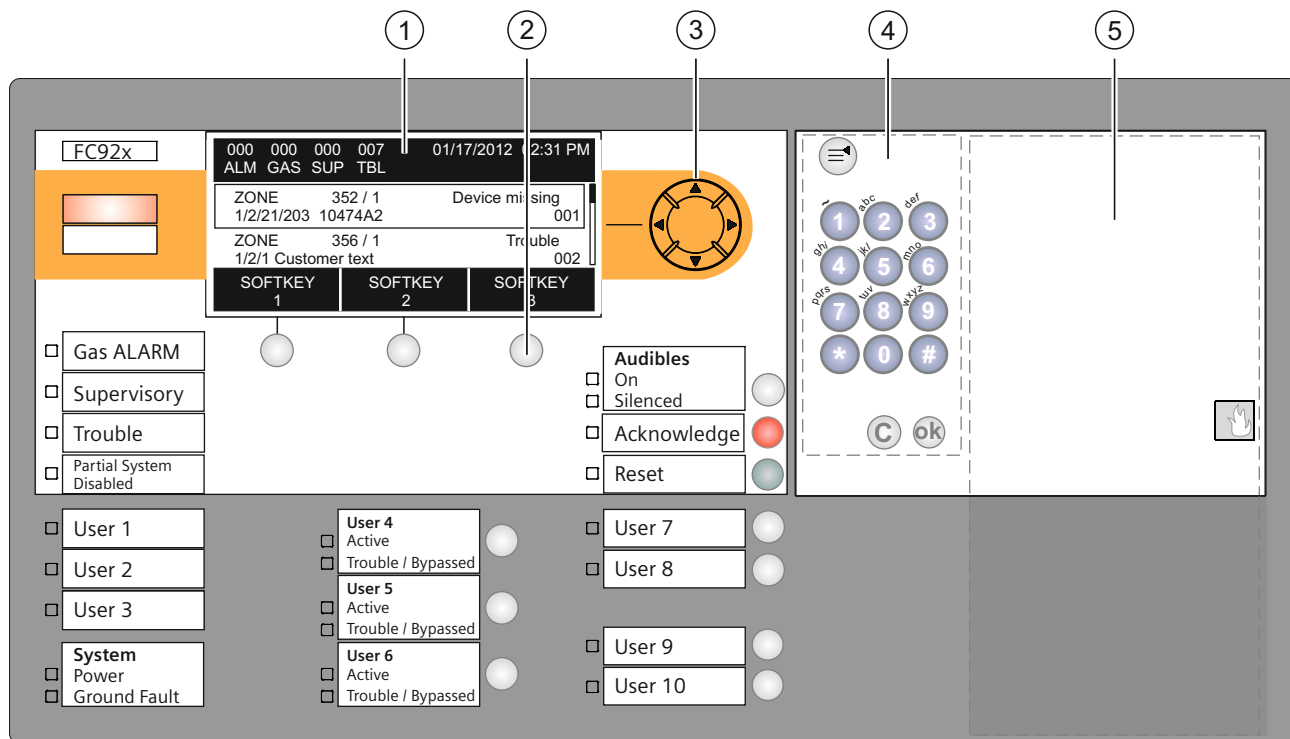 1 2 3 4 5
FC92x
000 000 000 007 01/17/2012 02:31 PM
ALM GAS SUP TBL
ZONE 352 / 1 Device missing
1/2/21/203 10474A2 001
ZONE 356 / 1 Trouble
1/2/1 Customer text 002
SOFTKEY SOFTKEY SOFTKEY
1 2 3
Gas ALARM
Supervisory
Trouble
Partial System
Disabled
Audibles
On
Silenced
Acknowledge
Reset
~ abc def
1 2 3
ghi jkl mno
4 5 6
pqrs tuv wxyz
7 8 9
* 0 #
C ok
User 1
User 2
User 3
System
Power
Ground Fault
User 4
Active
Trouble / Bypassed
User 5
Active
Trouble / Bypassed
User 6
Active
Trouble / Bypassed
User 7
User 8
User 9
User 10